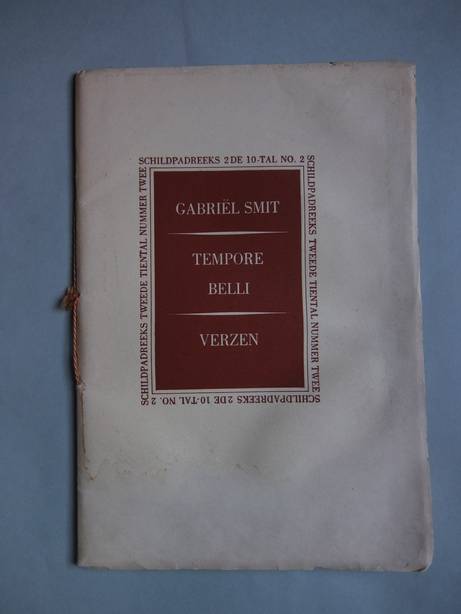 SCHILDPADREEKS 2DE 10-TAL NO. 2
SCHILDPADREEKS TWEEDE TIENTAL NUMMER TWEE
SCHILDPADREEKS 2DE 10-TAL NO. 2
SCHILDPADREEKS TWEEDE TIENTAL NUMMER TWEE
GABRIËL SMIT
TEMPORE
BELLI
VERZEN